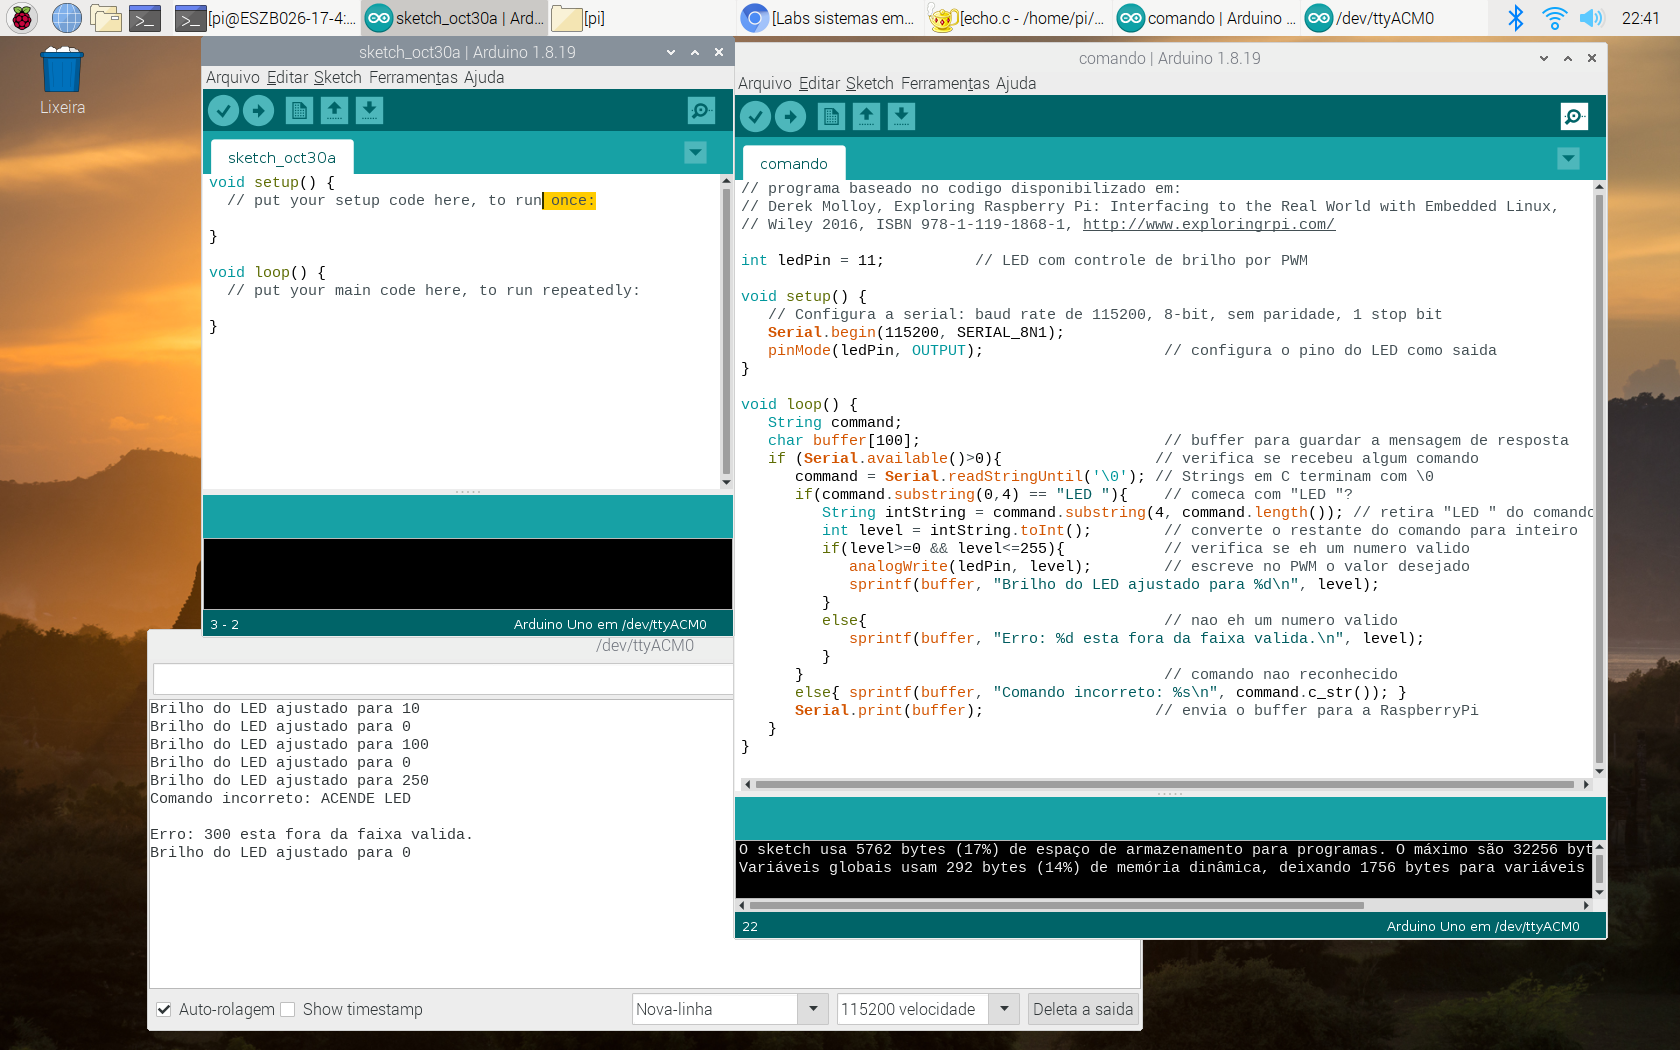 [pi@ESZB026-17-4:...
sketch_oct30a | Ard...
[pi]
[Labs sistemas em...
[echo.c - /home/pi/...
comando | Arduino ...
/dev/ttyACM0
22:41
Lixeira
sketch_oct30a | Arduino 1.8.19
Arquivo Editar Sketch Ferramentas Ajuda
sketch_oct30a
void setup() {
// put your setup code here, to run once:
}
void loop() {
// put your main code here, to run repeatedly:
}
3 - 2
Arduino Uno em /dev/ttyACM0
comando | Arduino 1.8.19
Arquivo Editar Sketch Ferramentas Ajuda
comando
// programa baseado no codigo disponibilizado em:
// Derek Molloy, Exploring Raspberry Pi: Interfacing to the Real World with Embedded Linux,
// Wiley 2016, ISBN 978-1-119-1868-1, http://www.exploringrpi.com/
int ledPin = 11; // LED com controle de brilho por PWM
void setup() {
// Configura a serial: baud rate de 115200, 8-bit, sem paridade, 1 stop bit
Serial.begin(115200, SERIAL_8N1);
pinMode(ledPin, OUTPUT); // configura o pino do LED como saida
}
void loop() {
String command;
char buffer[100]; // buffer para guardar a mensagem de resposta
if (Serial.available()>0){ // verifica se recebeu algum comando
command = Serial.readStringUntil('\0'); // Strings em C terminam com \0
if(command.substring(0,4) == "LED "){ // comeca com "LED "?
String intString = command.substring(4, command.length()); // retira "LED " do comando
int level = intString.toInt(); // converte o restante do comando para inteiro
if(level>=0 && level<=255){ // verifica se eh um numero valido
analogWrite(ledPin, level); // escreve no PWM o valor desejado
sprintf(buffer, "Brilho do LED ajustado para %d\n", level);
}
else{ // nao eh um numero valido
sprintf(buffer, "Erro: %d esta fora da faixa valida.\n", level);
}
} // comando nao reconhecido
else{ sprintf(buffer, "Comando incorreto: %s\n", command.c_str()); }
Serial.print(buffer); // envia o buffer para a RaspberryPi
}
}
O sketch usa 5762 bytes (17%) de espaço de armazenamento para programas. O máximo são 32256 byt
Variáveis globais usam 292 bytes (14%) de memória dinâmica, deixando 1756 bytes para variáveis
22
Arduino Uno em /dev/ttyACM0
/dev/ttyACM0
Brilho do LED ajustado para 10
Brilho do LED ajustado para 0
Brilho do LED ajustado para 100
Brilho do LED ajustado para 0
Brilho do LED ajustado para 250
Comando incorreto: ACENDE LED
Erro: 300 esta fora da faixa valida.
Brilho do LED ajustado para 0
Auto-rolagem
Show timestamp
Nova-linha
115200 velocidade
Deleta a saida